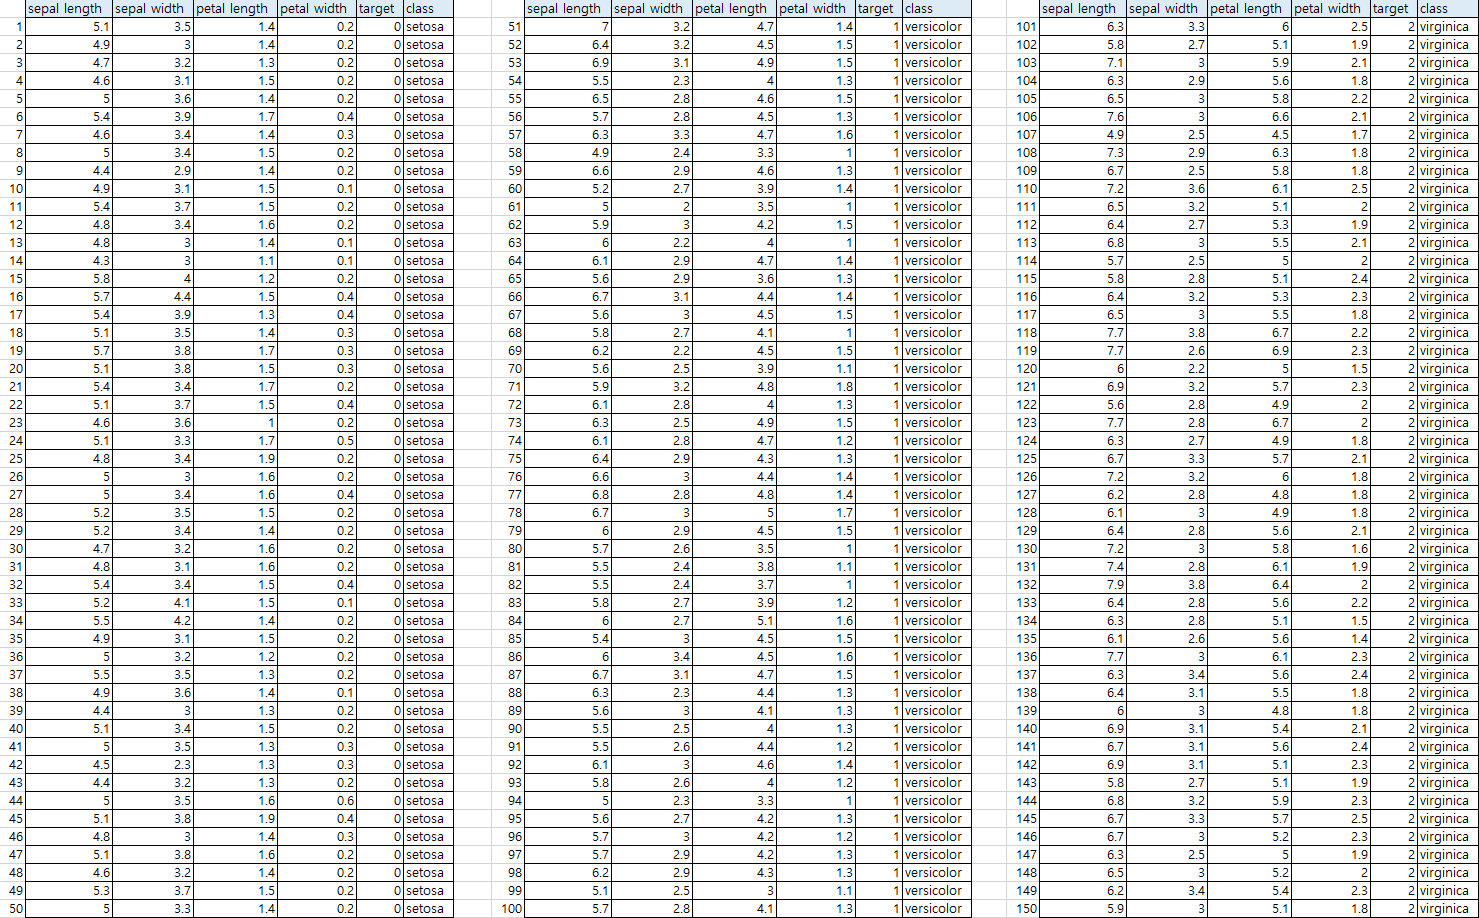 sepal length sepal width petal length petal width target class sepal length sepal width petal length petal width target class sepal length sepal width petal length petal width target class
1 5.1 3.5 1.4 0.2 0 setosa 51 7 3.2 4.7 1.4 1 versicolor 101 6.3 3.3 6 2.5 2 virginica
2 4.9 3 1.4 0.2 0 setosa 52 6.4 3.2 4.5 1.5 1 versicolor 102 5.8 2.7 5.1 1.9 2 virginica
3 4.7 3.2 1.3 0.2 0 setosa 53 6.9 3.1 4.9 1.5 1 versicolor 103 7.1 3 5.9 2.1 2 virginica
4 4.6 3.1 1.5 0.2 0 setosa 54 5.5 2.3 4 1.3 1 versicolor 104 6.3 2.9 5.6 1.8 2 virginica
5 5 3.6 1.4 0.2 0 setosa 55 6.5 2.8 4.6 1.5 1 versicolor 105 6.5 3 5.8 2.2 2 virginica
6 5.4 3.9 1.7 0.4 0 setosa 56 5.7 2.8 4.5 1.3 1 versicolor 106 7.6 3 6.6 2.1 2 virginica
7 4.6 3.4 1.4 0.3 0 setosa 57 6.3 3.3 4.7 1.6 1 versicolor 107 4.9 2.5 4.5 1.7 2 virginica
8 5 3.4 1.5 0.2 0 setosa 58 4.9 2.4 3.3 1 1 versicolor 108 7.3 2.9 6.3 1.8 2 virginica
9 4.4 2.9 1.4 0.2 0 setosa 59 6.6 2.9 4.6 1.3 1 versicolor 109 6.7 2.5 5.8 1.8 2 virginica
10 4.9 3.1 1.5 0.1 0 setosa 60 5.2 2.7 3.9 1.4 1 versicolor 110 7.2 3.6 6.1 2.5 2 virginica
11 5.4 3.7 1.5 0.2 0 setosa 61 5 2 3.5 1 1 versicolor 111 6.5 3.2 5.1 2 2 virginica
12 4.8 3.4 1.6 0.2 0 setosa 62 5.9 3 4.2 1.5 1 versicolor 112 6.4 2.7 5.3 1.9 2 virginica
13 4.8 3 1.4 0.1 0 setosa 63 6 2.2 4 1 1 versicolor 113 6.8 3 5.5 2.1 2 virginica
14 4.3 3 1.1 0.1 0 setosa 64 6.1 2.9 4.7 1.4 1 versicolor 114 5.7 2.5 5 2 2 virginica
15 5.8 4 1.2 0.2 0 setosa 65 5.6 2.9 3.6 1.3 1 versicolor 115 5.8 2.8 5.1 2.4 2 virginica
16 5.7 4.4 1.5 0.4 0 setosa 66 6.7 3.1 4.4 1.4 1 versicolor 116 6.4 3.2 5.3 2.3 2 virginica
17 5.4 3.9 1.3 0.4 0 setosa 67 5.6 3 4.5 1.5 1 versicolor 117 6.5 3 5.5 1.8 2 virginica
18 5.1 3.5 1.4 0.3 0 setosa 68 5.8 2.7 4.1 1 1 versicolor 118 7.7 3.8 6.7 2.2 2 virginica
19 5.7 3.8 1.7 0.3 0 setosa 69 6.2 2.2 4.5 1.5 1 versicolor 119 7.7 2.6 6.9 2.3 2 virginica
20 5.1 3.8 1.5 0.3 0 setosa 70 5.6 2.5 3.9 1.1 1 versicolor 120 6 2.2 5 1.5 2 virginica
21 5.4 3.4 1.7 0.2 0 setosa 71 5.9 3.2 4.8 1.8 1 versicolor 121 6.9 3.2 5.7 2.3 2 virginica
22 5.1 3.7 1.5 0.4 0 setosa 72 6.1 2.8 4 1.3 1 versicolor 122 5.6 2.8 4.9 2 2 virginica
23 4.6 3.6 1 0.2 0 setosa 73 6.3 2.5 4.9 1.5 1 versicolor 123 7.7 2.8 6.7 2 2 virginica
24 5.1 3.3 1.7 0.5 0 setosa 74 6.1 2.8 4.7 1.2 1 versicolor 124 6.3 2.7 4.9 1.8 2 virginica
25 4.8 3.4 1.9 0.2 0 setosa 75 6.4 2.9 4.3 1.3 1 versicolor 125 6.7 3.3 5.7 2.1 2 virginica
26 5 3 1.6 0.2 0 setosa 76 6.6 3 4.4 1.4 1 versicolor 126 7.2 3.2 6 1.8 2 virginica
27 5 3.4 1.6 0.4 0 setosa 77 6.8 2.8 4.8 1.4 1 versicolor 127 6.2 2.8 4.8 1.8 2 virginica
28 5.2 3.5 1.5 0.2 0 setosa 78 6.7 3 5 1.7 1 versicolor 128 6.1 3 4.9 1.8 2 virginica
29 5.2 3.4 1.4 0.2 0 setosa 79 6 2.9 4.5 1.5 1 versicolor 129 6.4 2.8 5.6 2.1 2 virginica
30 4.7 3.2 1.6 0.2 0 setosa 80 5.7 2.6 3.5 1 1 versicolor 130 7.2 3 5.8 1.6 2 virginica
31 4.8 3.1 1.6 0.2 0 setosa 81 5.5 2.4 3.8 1.1 1 versicolor 131 7.4 2.8 6.1 1.9 2 virginica
32 5.4 3.4 1.5 0.4 0 setosa 82 5.5 2.4 3.7 1 1 versicolor 132 7.9 3.8 6.4 2 2 virginica
33 5.2 4.1 1.5 0.1 0 setosa 83 5.8 2.7 3.9 1.2 1 versicolor 133 6.4 2.8 5.6 2.2 2 virginica
34 5.5 4.2 1.4 0.2 0 setosa 84 6 2.7 5.1 1.6 1 versicolor 134 6.3 2.8 5.1 1.5 2 virginica
35 4.9 3.1 1.5 0.2 0 setosa 85 5.4 3 4.5 1.5 1 versicolor 135 6.1 2.6 5.6 1.4 2 virginica
36 5 3.2 1.2 0.2 0 setosa 86 6 3.4 4.5 1.6 1 versicolor 136 7.7 3 6.1 2.3 2 virginica
37 5.5 3.5 1.3 0.2 0 setosa 87 6.7 3.1 4.7 1.5 1 versicolor 137 6.3 3.4 5.6 2.4 2 virginica
38 4.9 3.6 1.4 0.1 0 setosa 88 6.3 2.3 4.4 1.3 1 versicolor 138 6.4 3.1 5.5 1.8 2 virginica
39 4.4 3 1.3 0.2 0 setosa 89 5.6 3 4.1 1.3 1 versicolor 139 6 3 4.8 1.8 2 virginica
40 5.1 3.4 1.5 0.2 0 setosa 90 5.5 2.5 4 1.3 1 versicolor 140 6.9 3.1 5.4 2.1 2 virginica
41 5 3.5 1.3 0.3 0 setosa 91 5.5 2.6 4.4 1.2 1 versicolor 141 6.7 3.1 5.6 2.4 2 virginica
42 4.5 2.3 1.3 0.3 0 setosa 92 6.1 3 4.6 1.4 1 versicolor 142 6.9 3.1 5.1 2.3 2 virginica
43 4.4 3.2 1.3 0.2 0 setosa 93 5.8 2.6 4 1.2 1 versicolor 143 5.8 2.7 5.1 1.9 2 virginica
44 5 3.5 1.6 0.6 0 setosa 94 5 2.3 3.3 1 1 versicolor 144 6.8 3.2 5.9 2.3 2 virginica
45 5.1 3.8 1.9 0.4 0 setosa 95 5.6 2.7 4.2 1.3 1 versicolor 145 6.7 3.3 5.7 2.5 2 virginica
46 4.8 3 1.4 0.3 0 setosa 96 5.7 3 4.2 1.2 1 versicolor 146 6.7 3 5.2 2.3 2 virginica
47 5.1 3.8 1.6 0.2 0 setosa 97 5.7 2.9 4.2 1.3 1 versicolor 147 6.3 2.5 5 1.9 2 virginica
48 4.6 3.2 1.4 0.2 0 setosa 98 6.2 2.9 4.3 1.3 1 versicolor 148 6.5 3 5.2 2 2 virginica
49 5.3 3.7 1.5 0.2 0 setosa 99 5.1 2.5 3 1.1 1 versicolor 149 6.2 3.4 5.4 2.3 2 virginica
50 5 3.3 1.4 0.2 0 setosa 100 5.7 2.8 4.1 1.3 1 versicolor 150 5.9 3 5.1 1.8 2 virginica